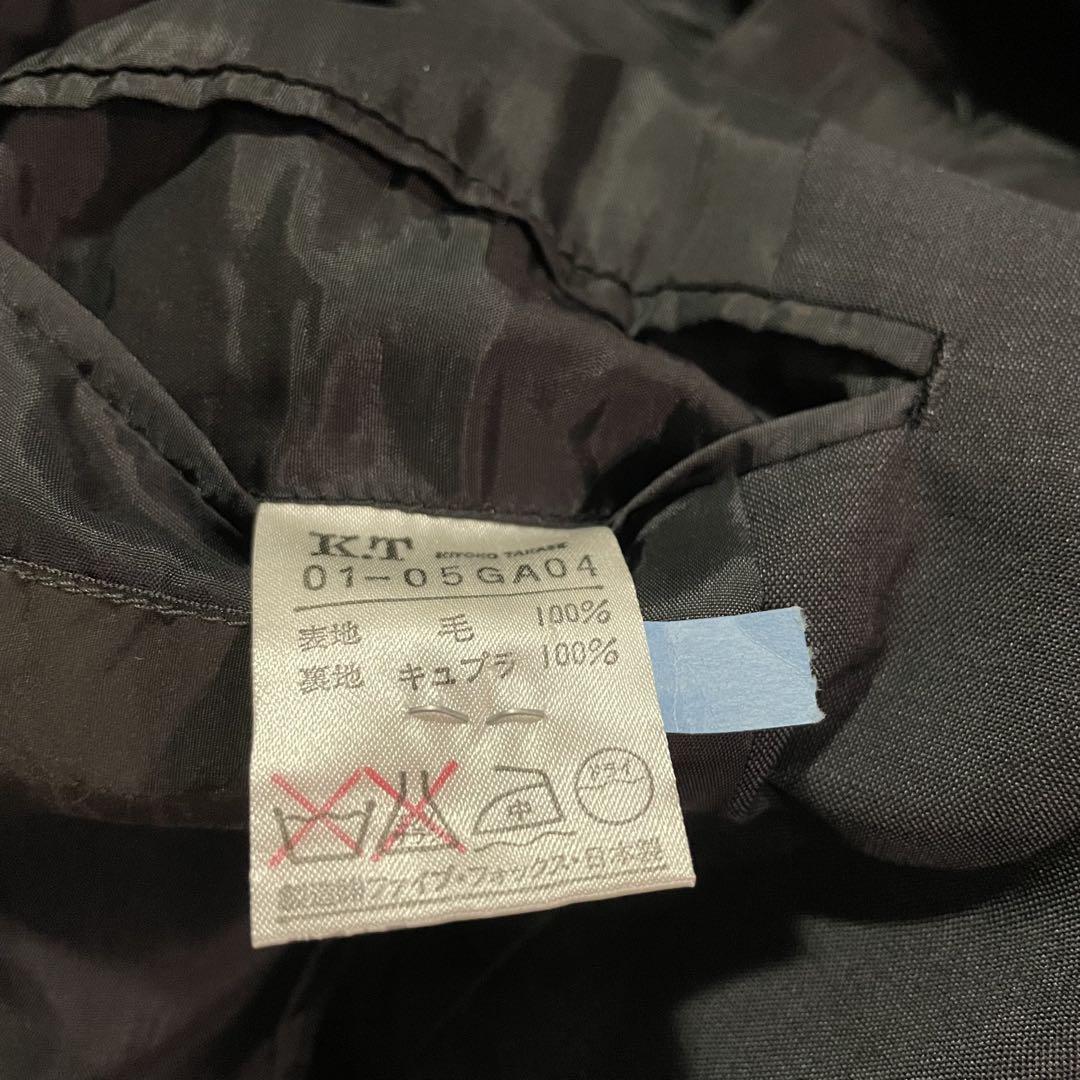 K.T KIYOKO TAKASE
01-05GA04
表地 毛 100%
裏地 キュプラ 100%
中 ドライ
製造㈱ファイブ・フォックス・日本製